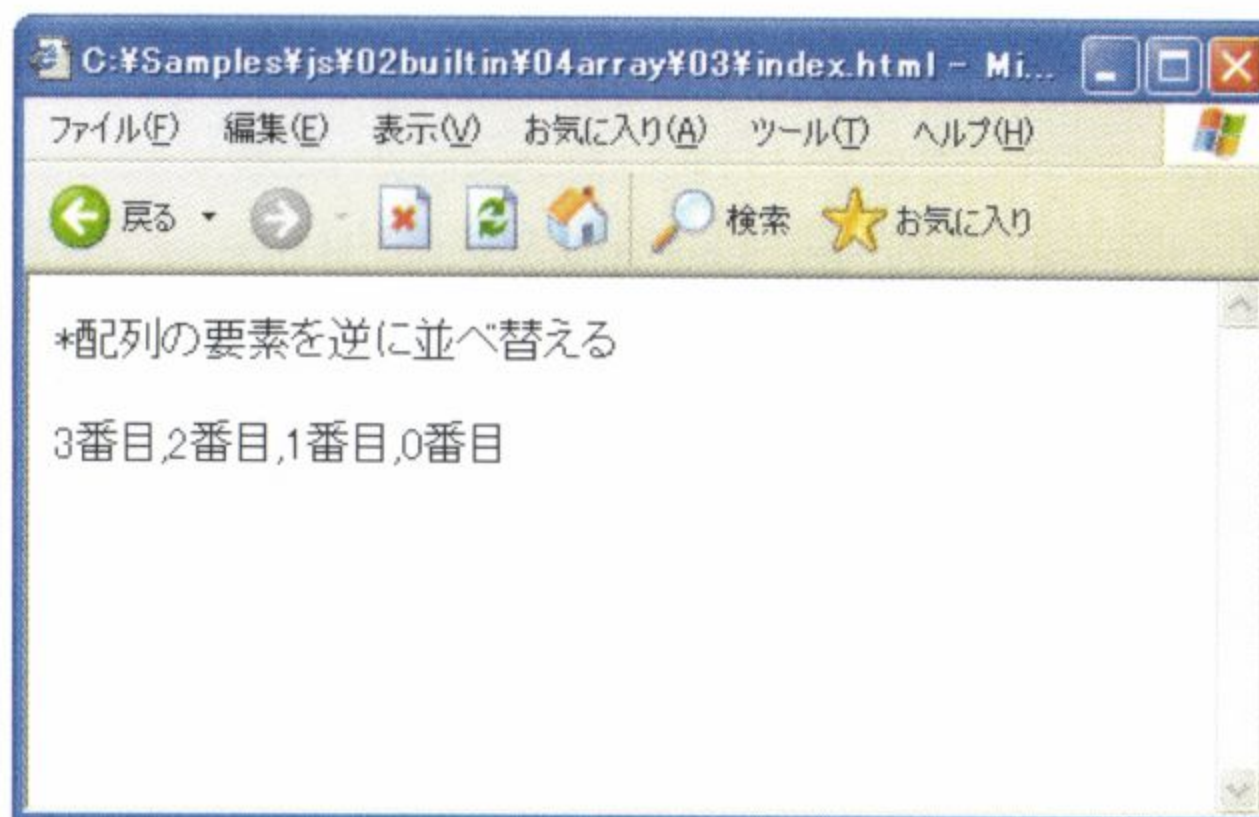 C:¥Samples¥js¥02builtin¥04array¥03¥index.html - Mi...
ファイル(F) 編集(E) 表示(V) お気に入り(A) ツール(T) ヘルプ(H)
戻る 検索 お気に入り
*配列の要素を逆に並べ替える
3番目,2番目,1番目,0番目